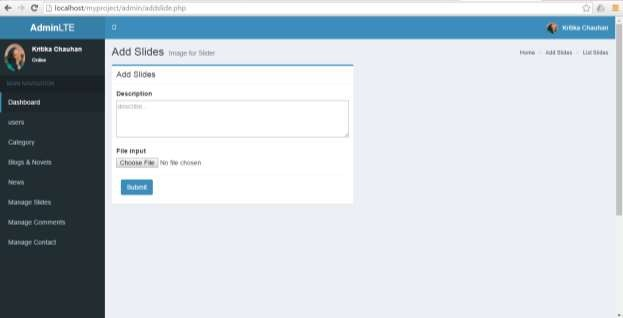 localhost/myproject/admin/addslide.php
AdminLTE
Kritika Chauhan
Kritika Chauhan
Online
MAIN NAVIGATION
Dashboard
users
Category
Blogs & Novels
News
Manage Slides
Manage Comments
Manage Contact
Add Slides Image for Slider
Home Add Slides List Slides
Add Slides
Description
describe..
File input
Choose File No file chosen
Submit